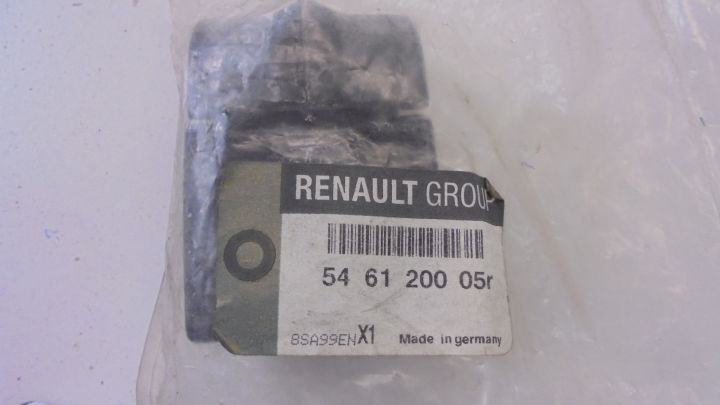 RENAULT GROUP
54 61 200 05r
8SA99EN X1 Made in germany